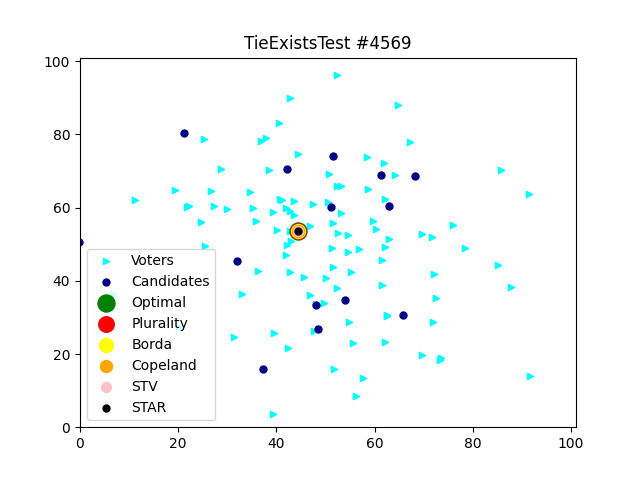 TieExistsTest #4569
100
80
60
40
20
0
Voters
Candidates
Optimal
Plurality
Borda
Copeland
STV
STAR
0 20 40 60 80 100